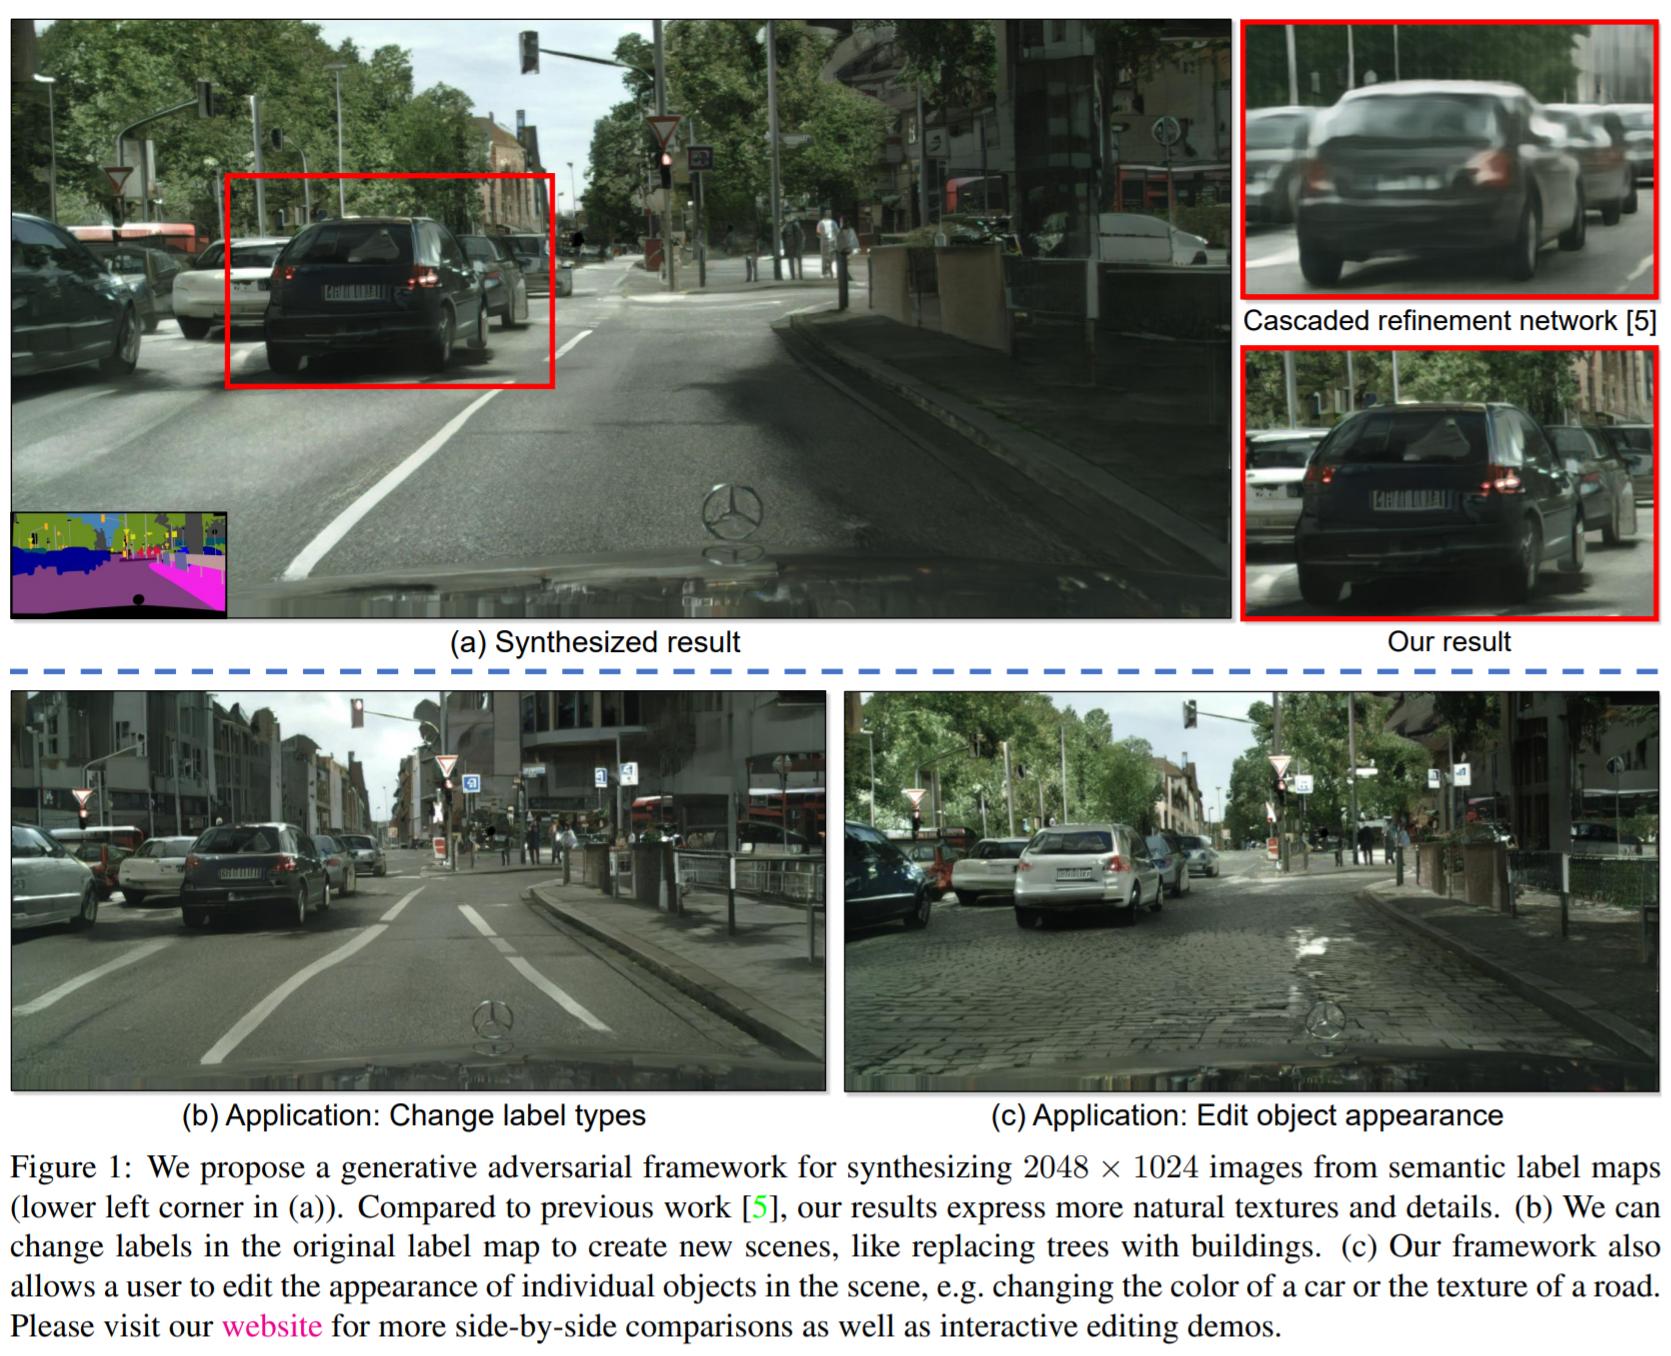 Cascaded refinement network [5]
(a) Synthesized result
Our result
(b) Application: Change label types
(c) Application: Edit object appearance
Figure 1: We propose a generative adversarial framework for synthesizing 2048 × 1024 images from semantic label maps
(lower left corner in (a)). Compared to previous work [5], our results express more natural textures and details. (b) We can
change labels in the original label map to create new scenes, like replacing trees with buildings. (c) Our framework also
allows a user to edit the appearance of individual objects in the scene, e.g. changing the color of a car or the texture of a road.
Please visit our website for more side-by-side comparisons as well as interactive editing demos.